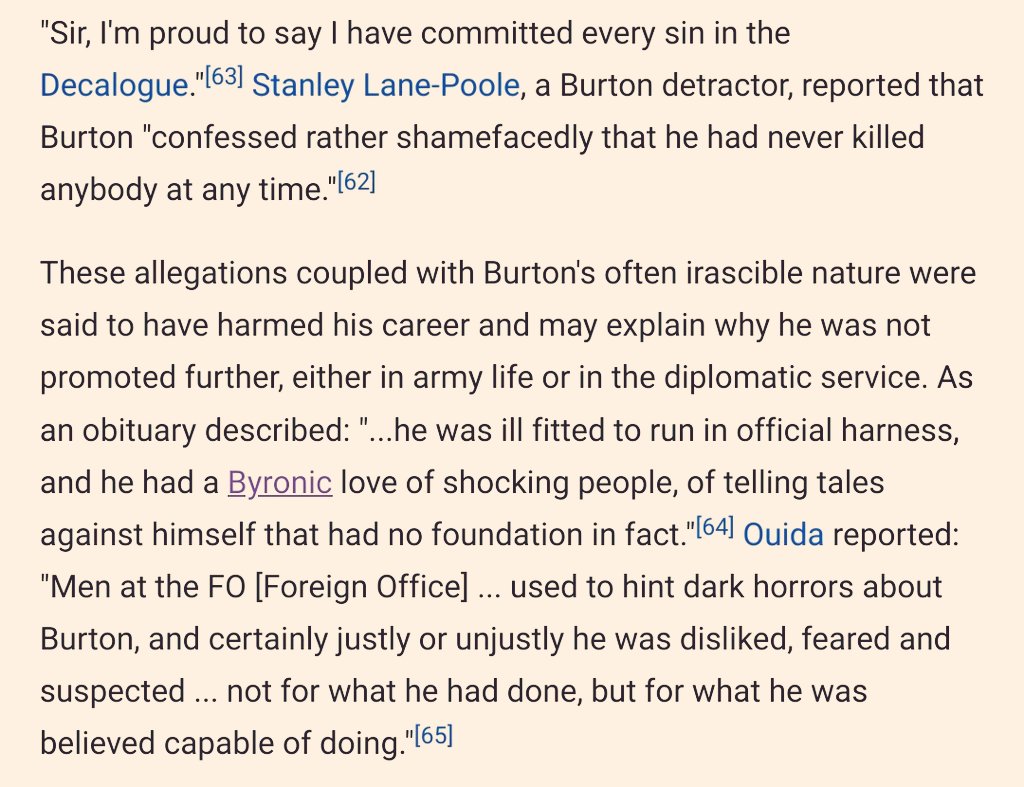 "Sir, I'm proud to say I have committed every sin in the
Decalogue."[63] Stanley Lane-Poole, a Burton detractor, reported that
Burton "confessed rather shamefacedly that he had never killed
anybody at any time."[62]
These allegations coupled with Burton's often irascible nature were
said to have harmed his career and may explain why he was not
promoted further, either in army life or in the diplomatic service. As
an obituary described: "...he was ill fitted to run in official harness,
and he had a Byronic love of shocking people, of telling tales
against himself that had no foundation in fact."[64] Ouida reported:
"Men at the FO [Foreign Office] ... used to hint dark horrors about
Burton, and certainly justly or unjustly he was disliked, feared and
suspected ... not for what he had done, but for what he was
believed capable of doing."[65]